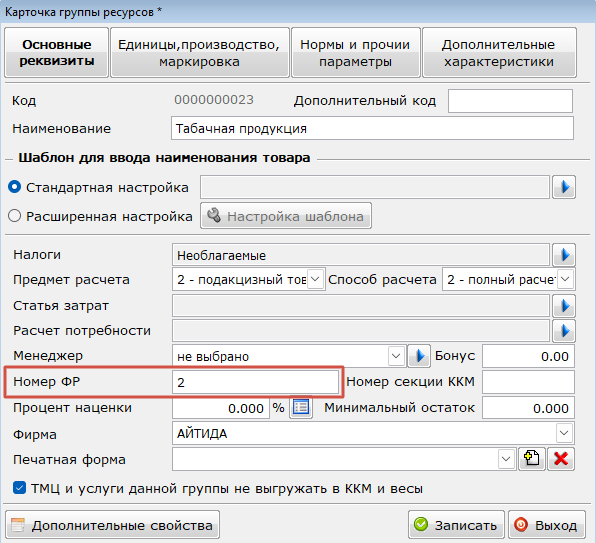 Карточка группы ресурсов *
Основные реквизиты
Единицы,производство, маркировка
Нормы и прочии параметры
Дополнительные характеристики
Код 0000000023 Дополнительный код
Наименование Табачная продукция
Шаблон для ввода наименования товара
Стандартная настройка
Расширенная настройка Настройка шаблона
Налоги Необлагаемые
Предмет расчета 2 - подакцизный тов Способ расчета 2 - полный расчет
Статья затрат
Расчет потребности
Менеджер не выбрано Бонус 0.00
Номер ФР 2 Номер секции ККМ
Процент наценки 0.000 % Минимальный остаток 0.000
Фирма АЙТИДА
Печатная форма
ТМЦ и услуги данной группы не выгружать в ККМ и весы
Дополнительные свойства Записать Выход